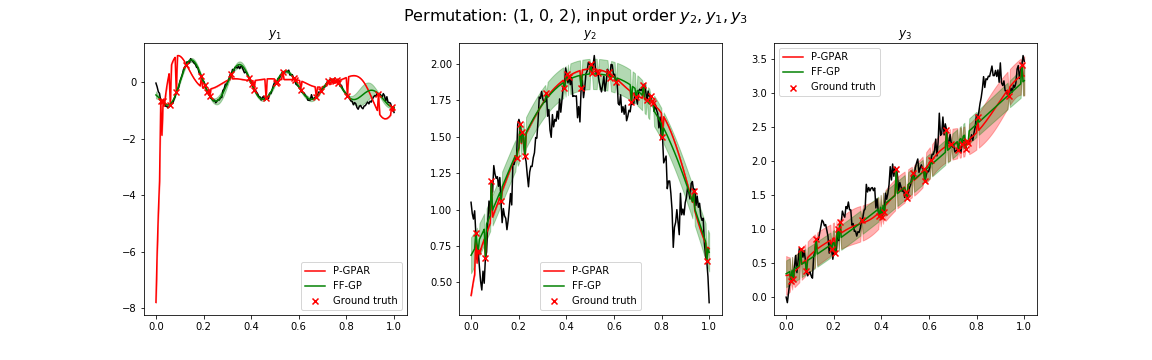 Permutation: (1, 0, 2), input order y₂, y₁, y₃
y₁
0
−2
−4
−6
−8
0.0 0.2 0.4 0.6 0.8 1.0
P-GPAR
FF-GP
Ground truth
y₂
2.00
1.75
1.50
1.25
1.00
0.75
0.50
0.0 0.2 0.4 0.6 0.8 1.0
P-GPAR
FF-GP
Ground truth
y₃
3.5
3.0
2.5
2.0
1.5
1.0
0.5
0.0
0.0 0.2 0.4 0.6 0.8 1.0
P-GPAR
FF-GP
Ground truth